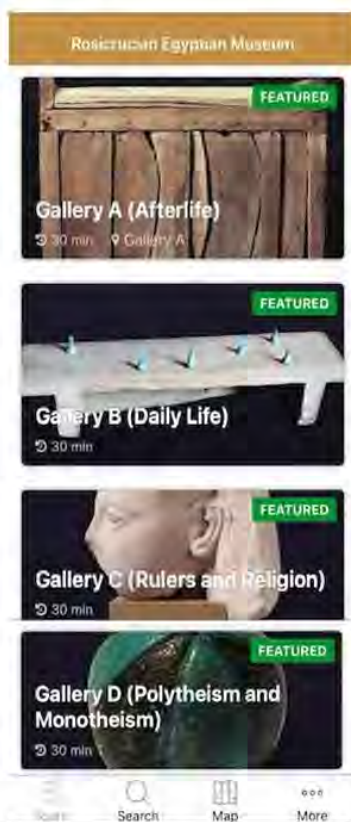 Rosicrucian Egyptian Museum
FEATURED
Gallery A (Afterlife)
30 min Gallery A
FEATURED
Gallery B (Daily Life)
30 min
FEATURED
Gallery C (Rulers and Religion)
30 min
FEATURED
Gallery D (Polytheism and
Monotheism)
30 min
Search Map More